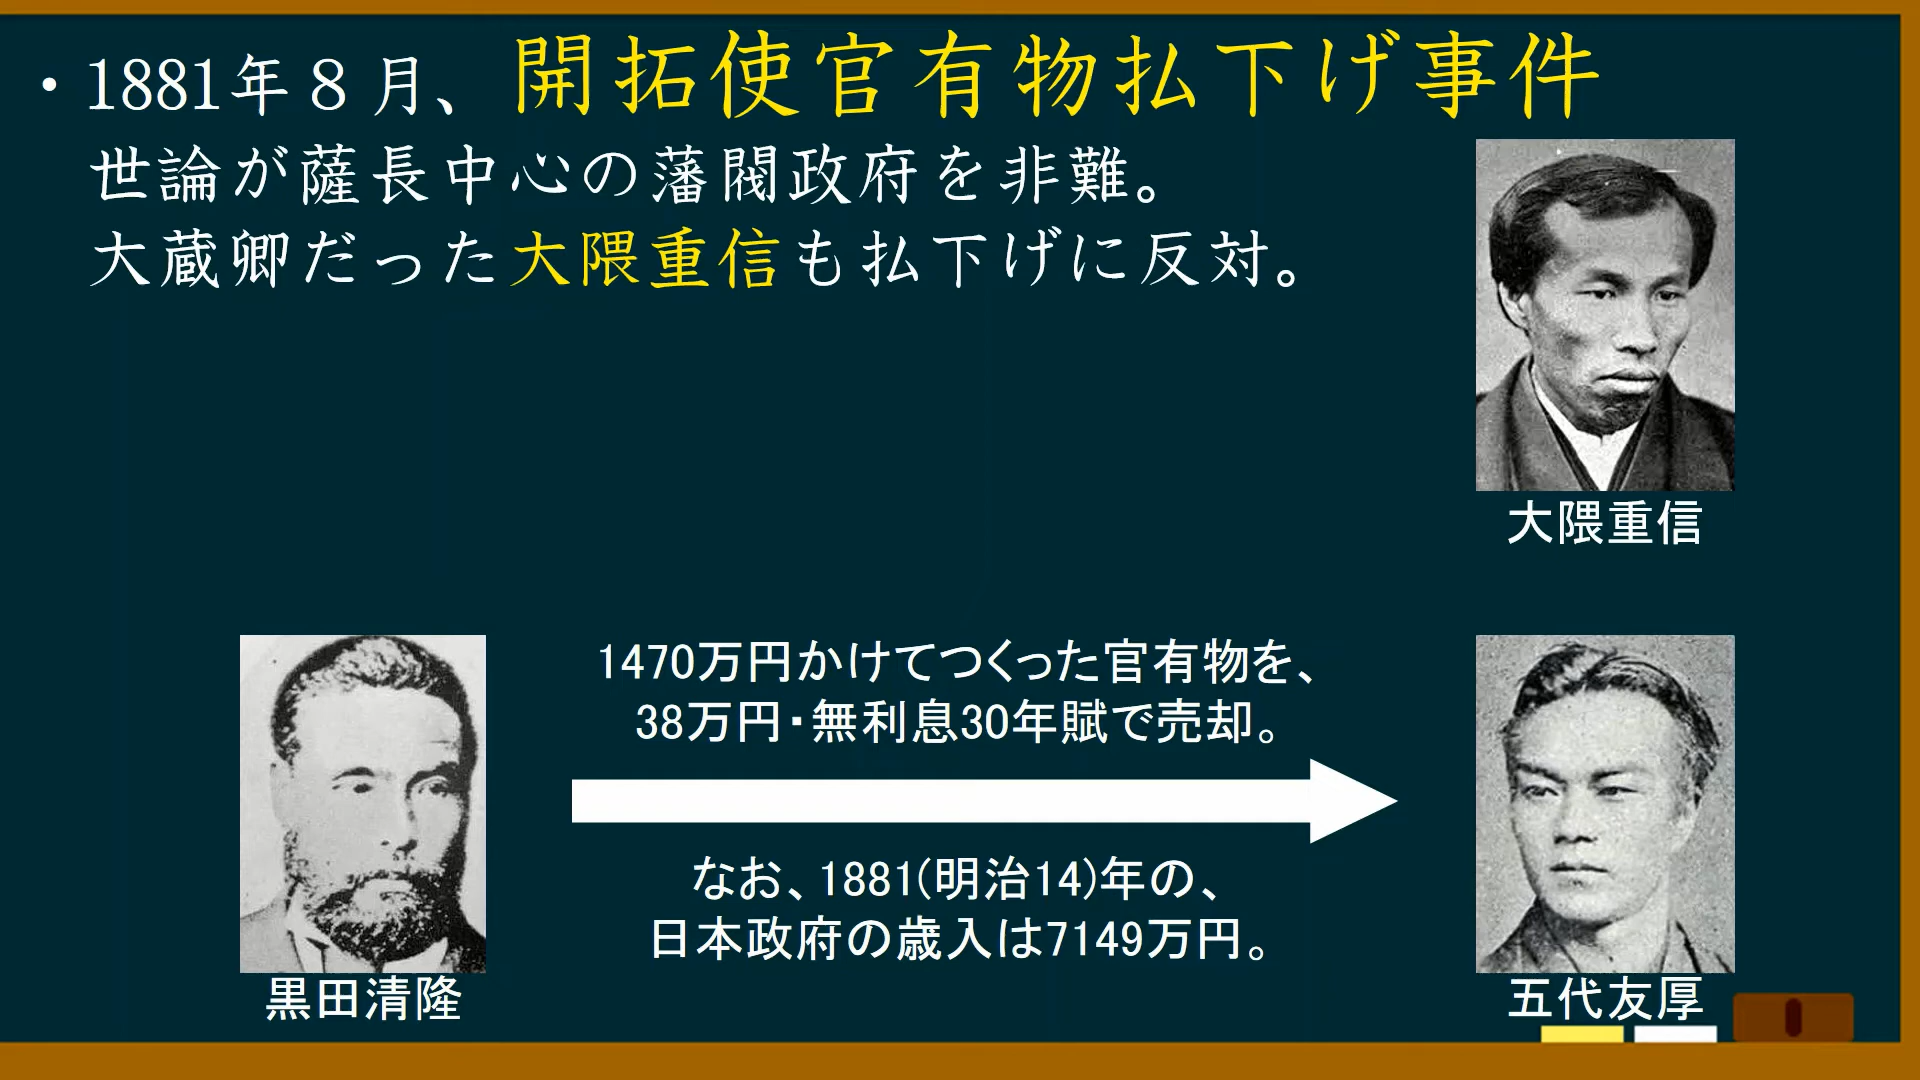 ・1881年８月、開拓使官有物払下げ事件
世論が薩長中心の藩閥政府を非難。
大蔵卿だった大隈重信も払下げに反対。
大隈重信
1470万円かけてつくった官有物を、
38万円・無利息30年賦で売却。
なお、1881(明治14)年の、
日本政府の歳入は7149万円。
黒田清隆
五代友厚